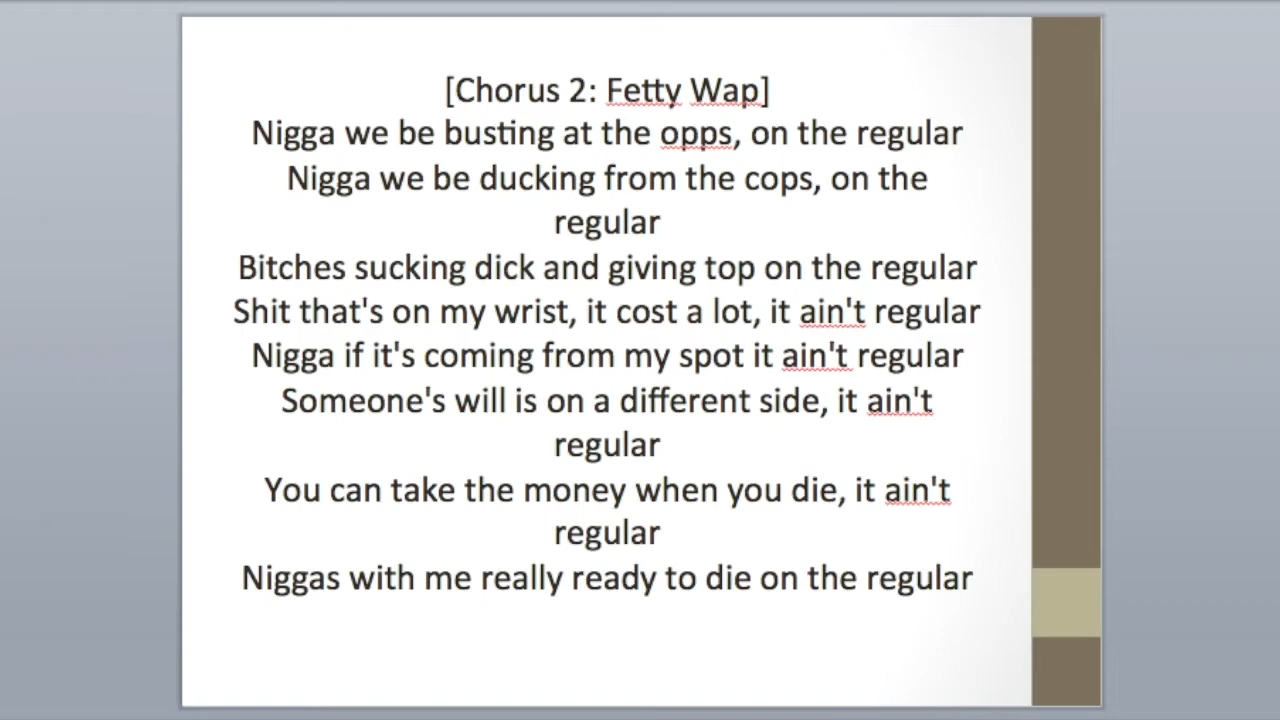 [Chorus 2: Fetty Wap]
Nigga we be busting at the opps, on the regular
Nigga we be ducking from the cops, on the
regular
Bitches sucking dick and giving top on the regular
Shit that's on my wrist, it cost a lot, it ain't regular
Nigga if it's coming from my spot it ain't regular
Someone's will is on a different side, it ain't
regular
You can take the money when you die, it ain't
regular
Niggas with me really ready to die on the regular